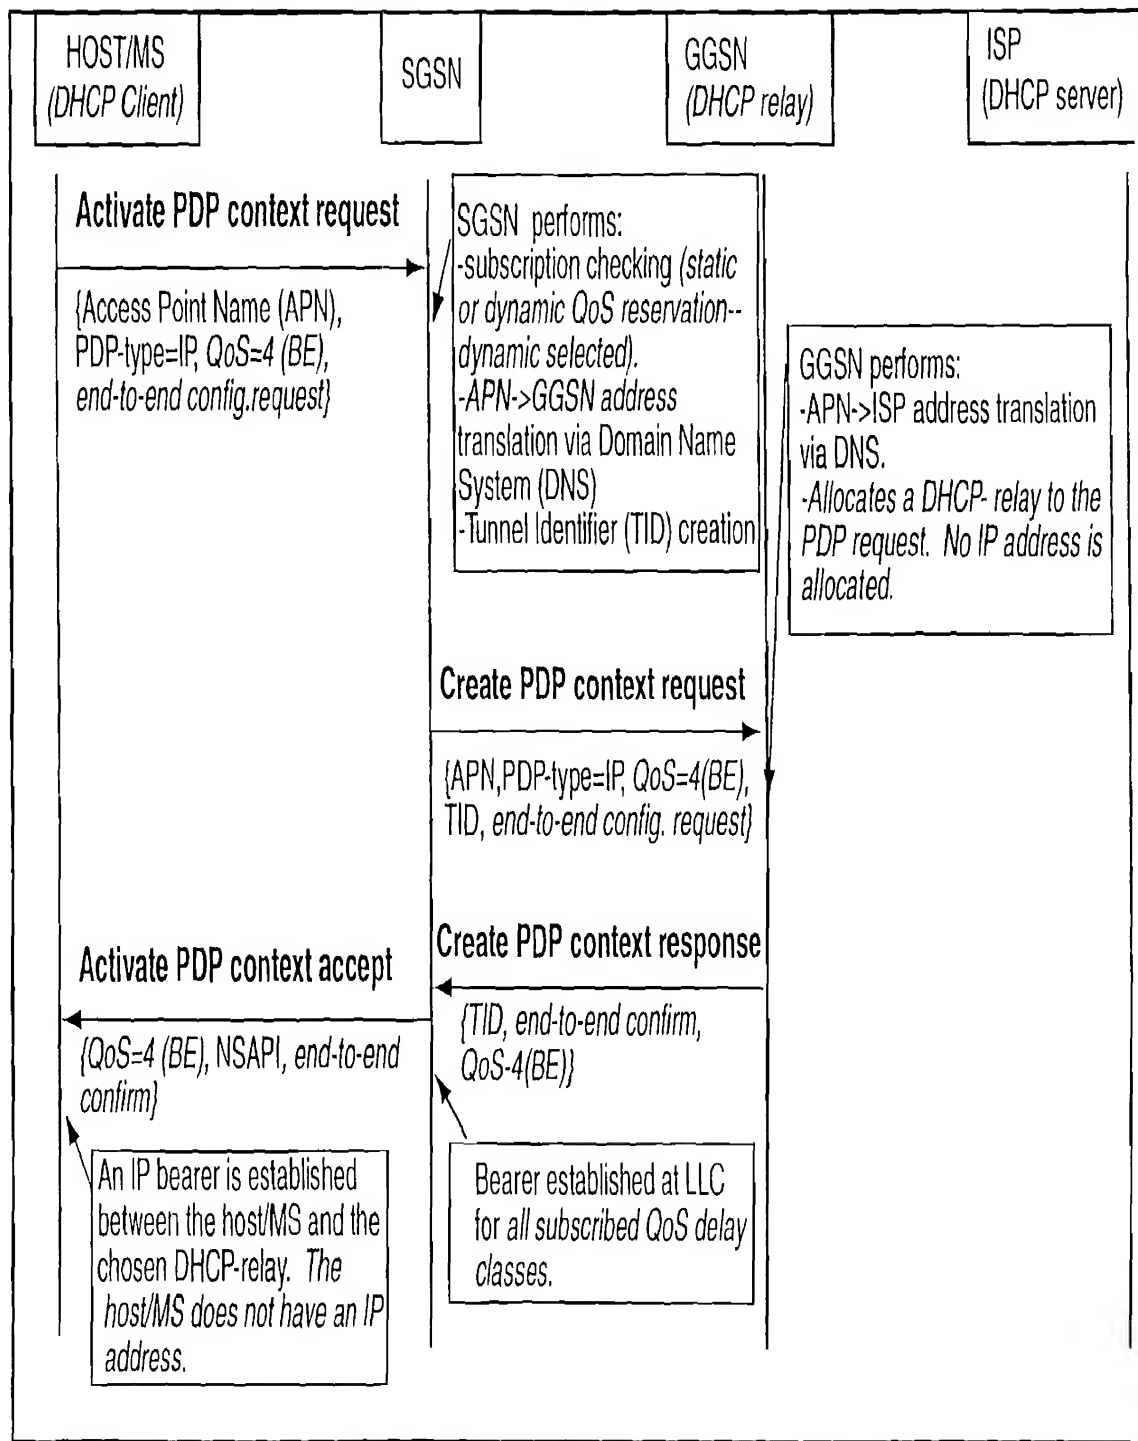 HOST/MS
(DHCP Client)
SGSN
GGSN
(DHCP relay)
ISP
(DHCP server)
Activate PDP context request
{Access Point Name (APN),
PDP-type=IP, QoS=4 (BE),
end-to-end config.request}
SGSN performs:
-subscription checking (static
or dynamic QoS reservation--
dynamic selected).
-APN->GGSN address
translation via Domain Name
System (DNS)
-Tunnel Identifier (TID) creation
GGSN performs:
-APN->ISP address translation
via DNS.
-Allocates a DHCP- relay to the
PDP request. No IP address is
allocated.
Create PDP context request
{APN,PDP-type=IP, QoS=4(BE),
TID, end-to-end config. request}
Create PDP context response
{TID, end-to-end confirm,
QoS-4(BE)}
Activate PDP context accept
{QoS=4 (BE), NSAPI, end-to-end
confirm}
An IP bearer is established
between the host/MS and the
chosen DHCP-relay. The
host/MS does not have an IP
address.
Bearer established at LLC
for all subscribed QoS delay
classes.